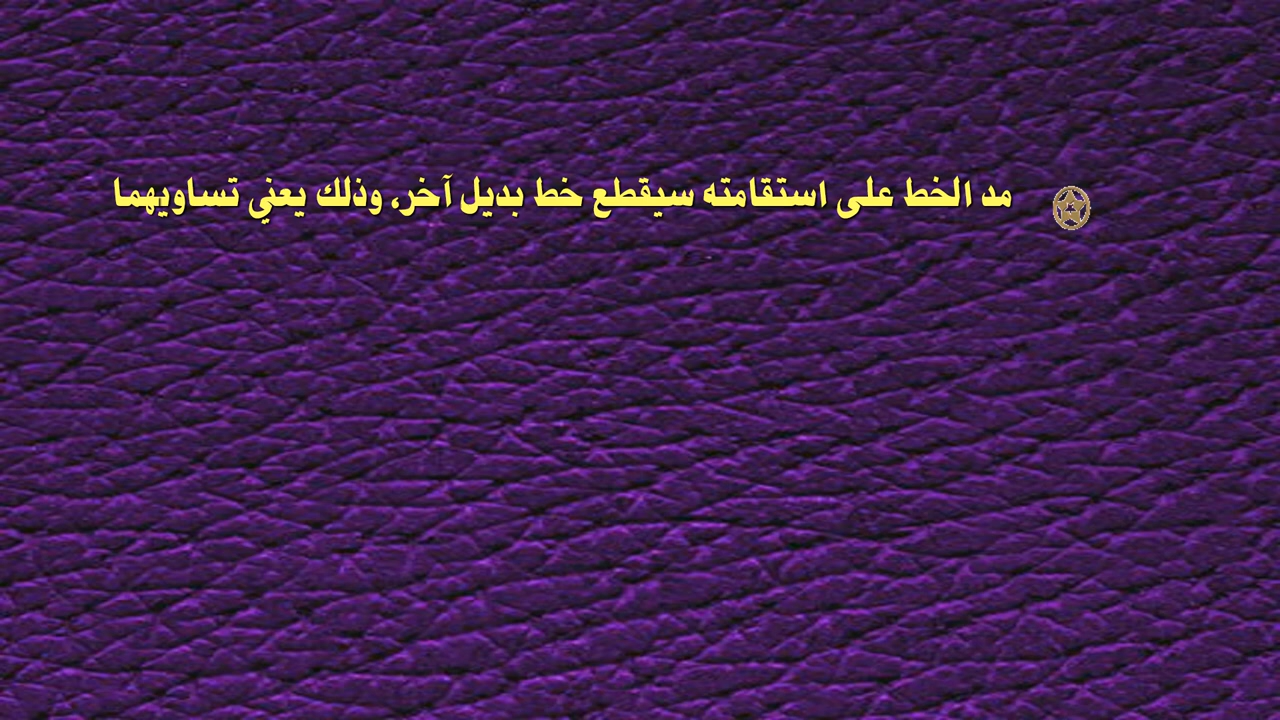 مد الخط على استقامته سيقطع خط بديل آخر، وذلك يعني تساويهما